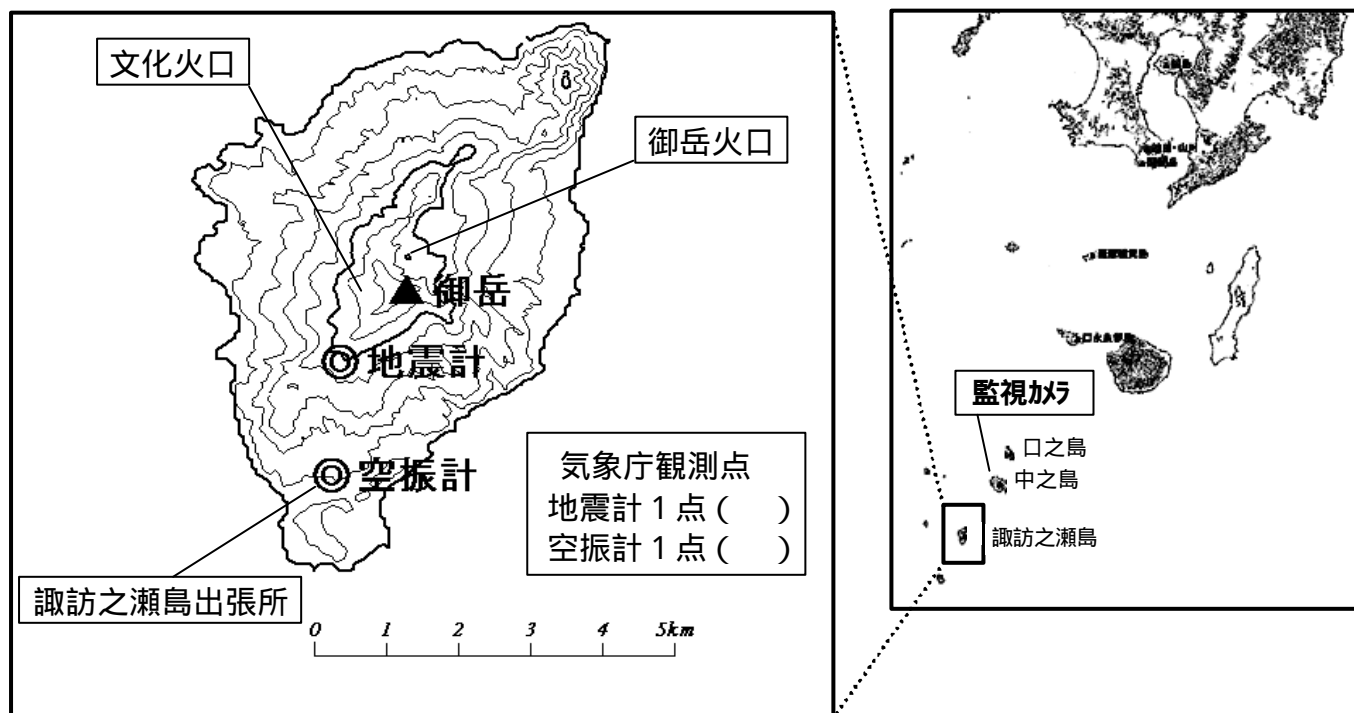 文化火口
御岳火口
御岳
地震計
空振計
気象庁観測点
地震計１点（　）
空振計１点（　）
諏訪之瀬島出張所
0 1 2 3 4 5km
監視カメラ
口之島
中之島
諏訪之瀬島